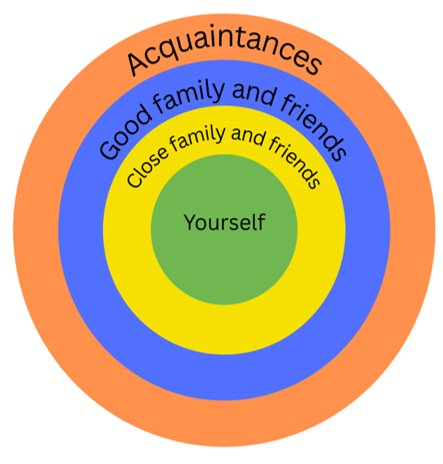 Acquaintances
Good family and friends
Close family and friends
Yourself